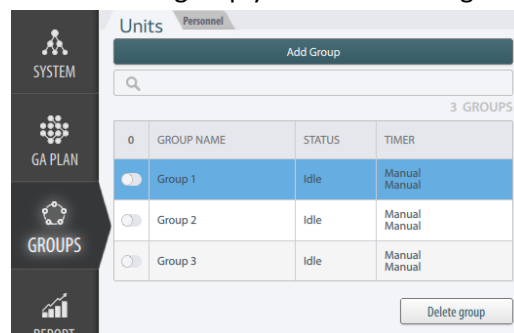 Units
Personnel
Add Group
SYSTEM
3 GROUPS
0 GROUP NAME STATUS TIMER
GA PLAN
Group 1 Idle Manual
Manual
Group 2 Idle Manual
Manual
GROUPS
Group 3 Idle Manual
Manual
Delete group